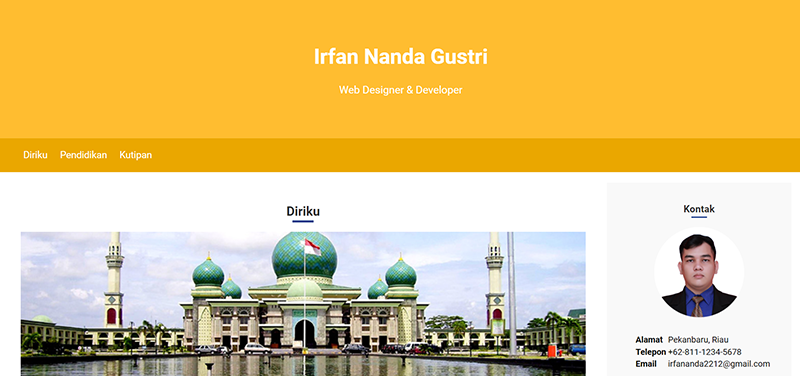 Irfan Nanda Gustri
Web Designer & Developer
Diriku Pendidikan Kutipan
Diriku
Kontak
Alamat Pekanbaru, Riau
Telepon +62-811-1234-5678
Email irfananda2212@gmail.com